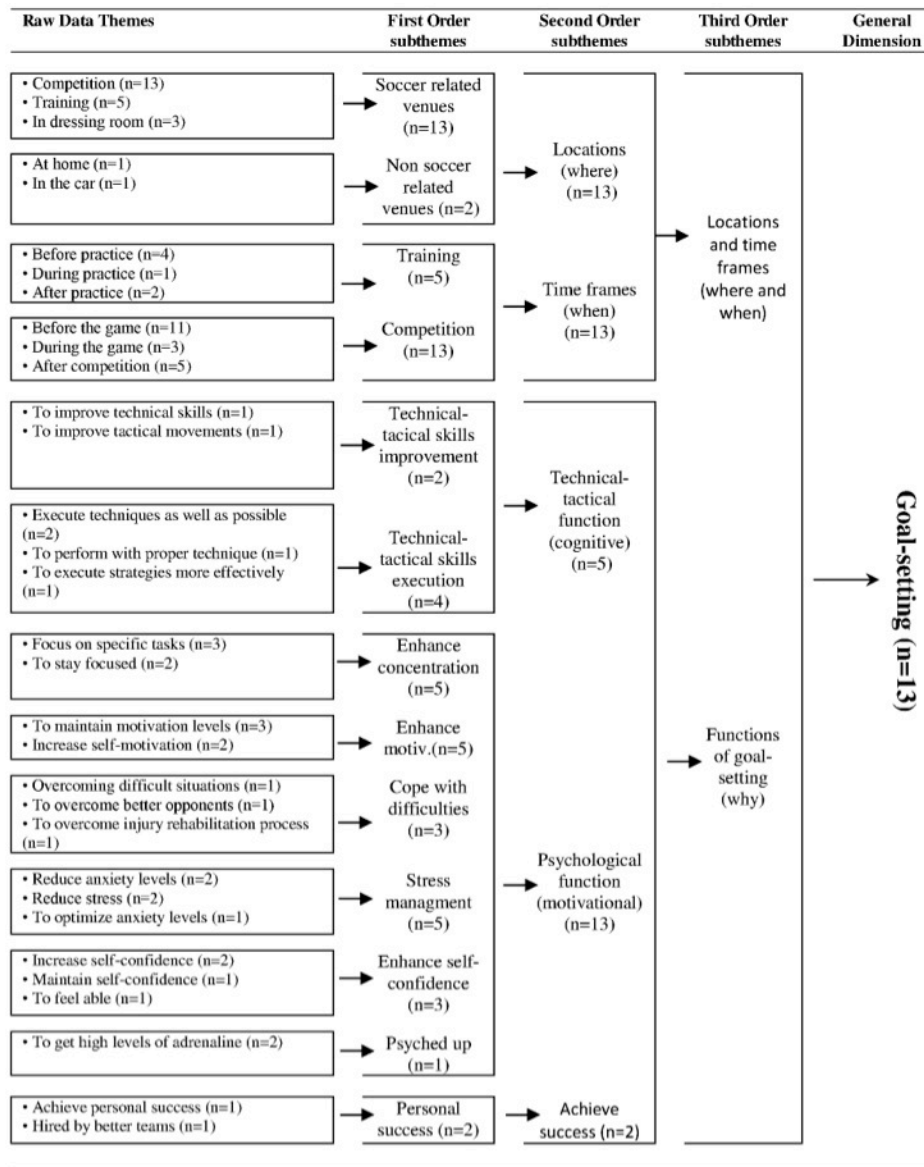 Raw Data Themes
First Order
subthemes
Second Order
subthemes
Third Order
subthemes
General
Dimension
• Competition (n=13)
• Training (n=5)
• In dressing room (n=3)
Soccer related
venues
(n=13)
• At home (n=1)
• In the car (n=1)
Non soccer
related
venues (n=2)
Locations
(where)
(n=13)
• Before practice (n=4)
• During practice (n=1)
• After practice (n=2)
Training
(n=5)
• Before the game (n=11)
• During the game (n=3)
• After competition (n=5)
Competition
(n=13)
Time frames
(when)
(n=13)
Locations
and time
frames
(where and
when)
• To improve technical skills (n=1)
• To improve tactical movements (n=1)
Technical-
tacical skills
improvement
(n=2)
• Execute techniques as well as possible
(n=2)
• To perform with proper technique (n=1)
• To execute strategies more effectively
(n=1)
Technical-
tactical skills
execution
(n=4)
Technical-
tactical
function
(cognitive)
(n=5)
• Focus on specific tasks (n=3)
• To stay focused (n=2)
Enhance
concentration
(n=5)
• To maintain motivation levels (n=3)
• Increase self-motivation (n=2)
Enhance
motiv.(n=5)
• Overcoming difficult situations (n=1)
• To overcome better opponents (n=1)
• To overcome injury rehabilitation process
(n=1)
Cope with
difficulties
(n=3)
• Reduce anxiety levels (n=2)
• Reduce stress (n=2)
• To optimize anxiety levels (n=1)
Stress
managment
(n=5)
• Increase self-confidence (n=2)
• Maintain self-confidence (n=1)
• To feel able (n=1)
Enhance self-
confidence
(n=3)
• To get high levels of adrenaline (n=2)
Psyched up
(n=1)
Psychological
function
(motivational)
(n=13)
• Achieve personal success (n=1)
• Hired by better teams (n=1)
Personal
success (n=2)
Achieve
success (n=2)
Functions
of goal-
setting
(why)
Goal-setting (n=13)